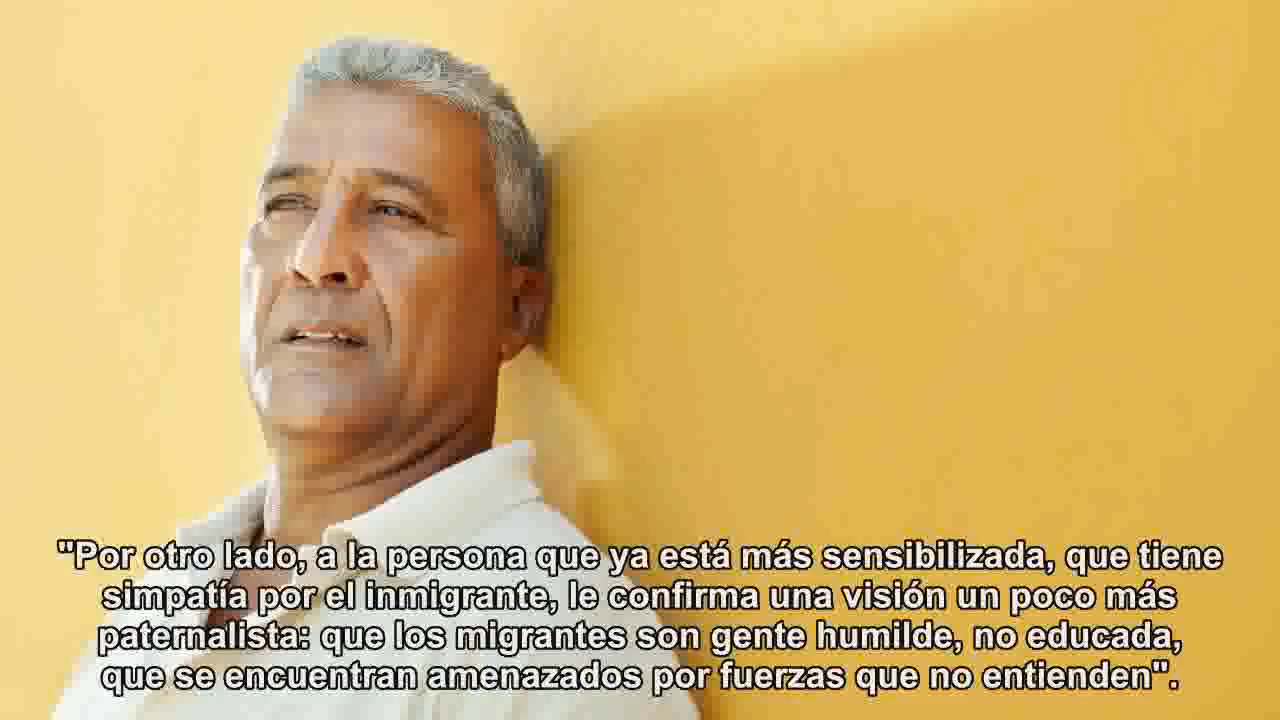 "Por otro lado, a la persona que ya está más sensibilizada, que tiene
simpatía por el inmigrante, le confirma una visión un poco más
paternalista: que los migrantes son gente humilde, no educada,
que se encuentran amenazados por fuerzas que no entienden".